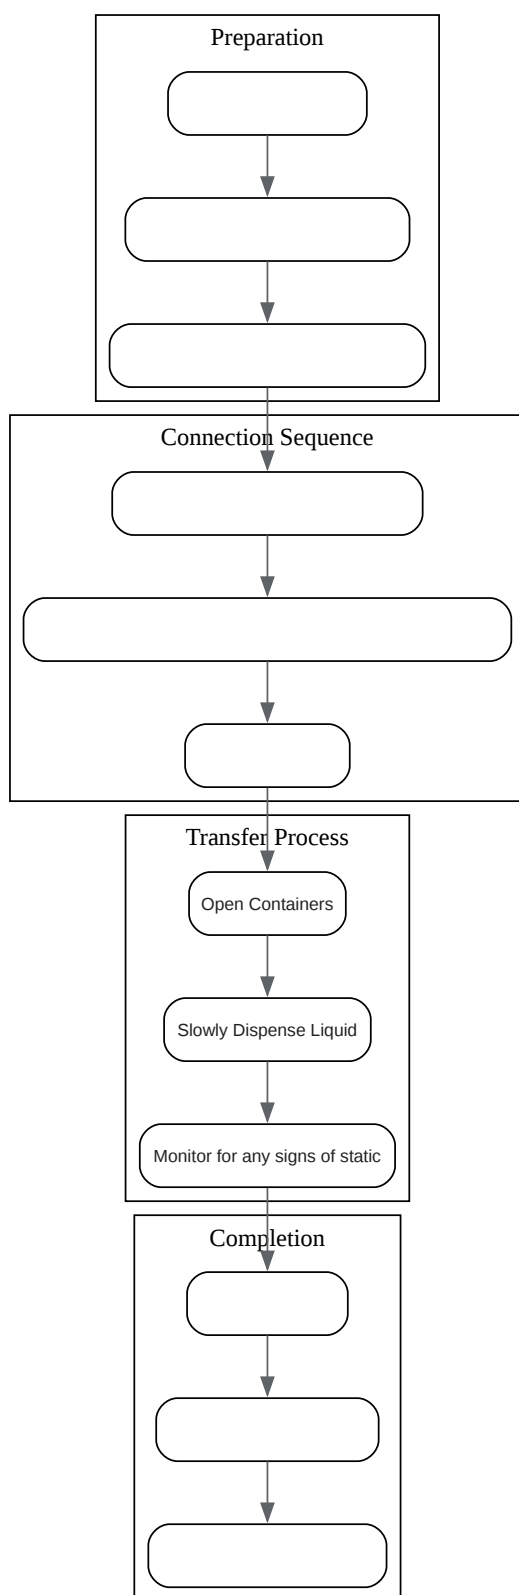 Preparation
Connection Sequence
Transfer Process
Open Containers
Slowly Dispense Liquid
Monitor for any signs of static
Completion